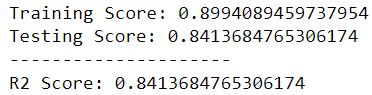 Training Score: 0.8994089459737954
Testing Score: 0.8413684765306174
---------------------
R2 Score: 0.8413684765306174